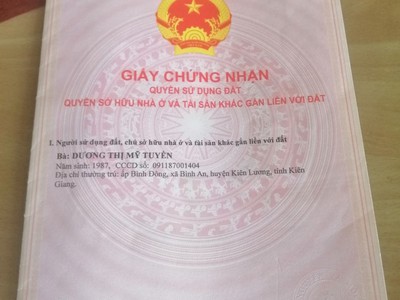 GIẤY CHỨNG NHẬN
QUYỀN SỬ DỤNG ĐẤT
QUYỀN SỞ HỮU NHÀ Ở VÀ TÀI SẢN KHÁC GẮN LIỀN VỚI ĐẤT
I. Người sử dụng đất, chủ sở hữu nhà ở và tài sản khác gắn liền với đất
Bà: DƯƠNG THỊ MỸ TUYÊN
Năm sinh: 1987, CCCD số: 091187001404
Địa chỉ thường trú: ấp Bình Đông, xã Bình An, huyện Kiên Lương, tỉnh Kiên
Giang.